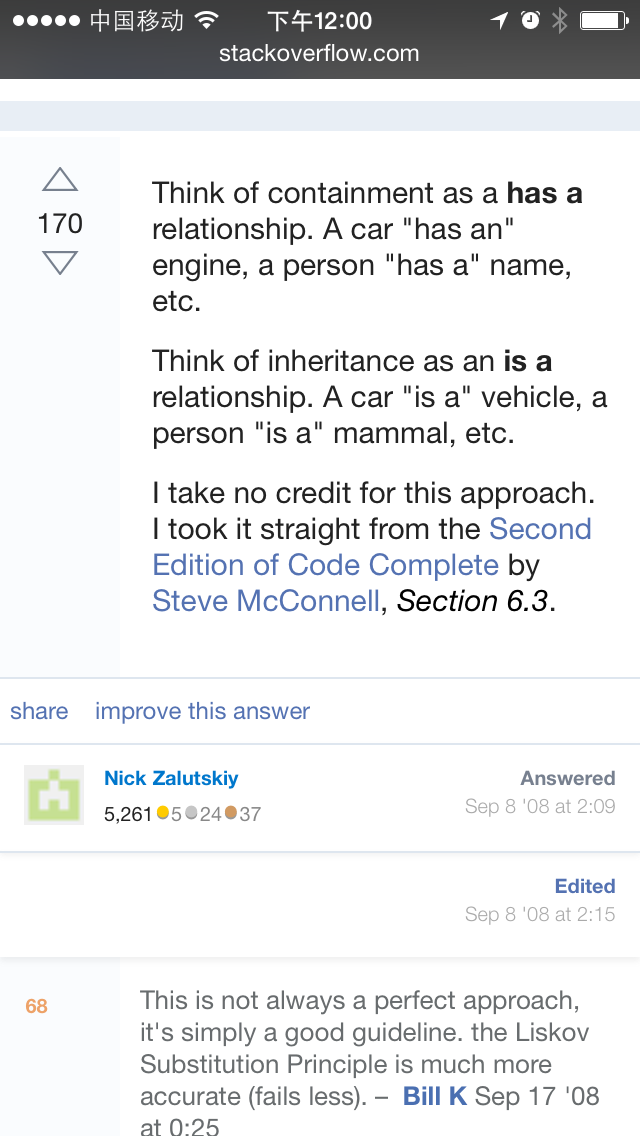 中国移动 下午12:00
stackoverflow.com
170
Think of containment as a has a
relationship. A car "has an"
engine, a person "has a" name,
etc.
Think of inheritance as an is a
relationship. A car "is a" vehicle, a
person "is a" mammal, etc.
I take no credit for this approach.
I took it straight from the Second
Edition of Code Complete by
Steve McConnell, Section 6.3.
share improve this answer
Nick Zalutskiy Answered
5,261 5 24 37 Sep 8 '08 at 2:09
Edited
Sep 8 '08 at 2:15
68
This is not always a perfect approach,
it's simply a good guideline. the Liskov
Substitution Principle is much more
accurate (fails less). – Bill K Sep 17 '08
at 0:25